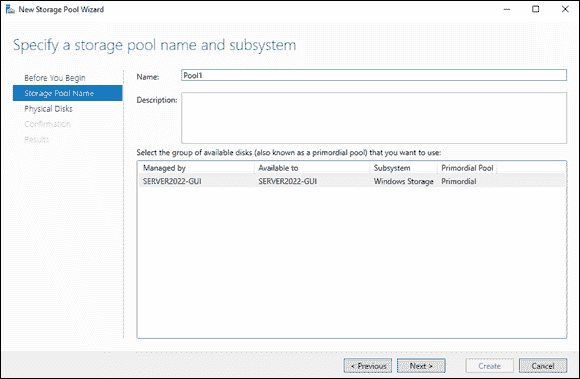 New Storage Pool Wizard
Specify a storage pool name and subsystem
Before You Begin
Storage Pool Name
Physical Disks
Confirmation
Results
Name: Pool1
Description:
Select the group of available disks (also known as a primordial pool) that you want to use:
Managed by Available to Subsystem Primordial Pool
SERVER2022-GUI SERVER2022-GUI Windows Storage Primordial
< Previous Next > Create Cancel